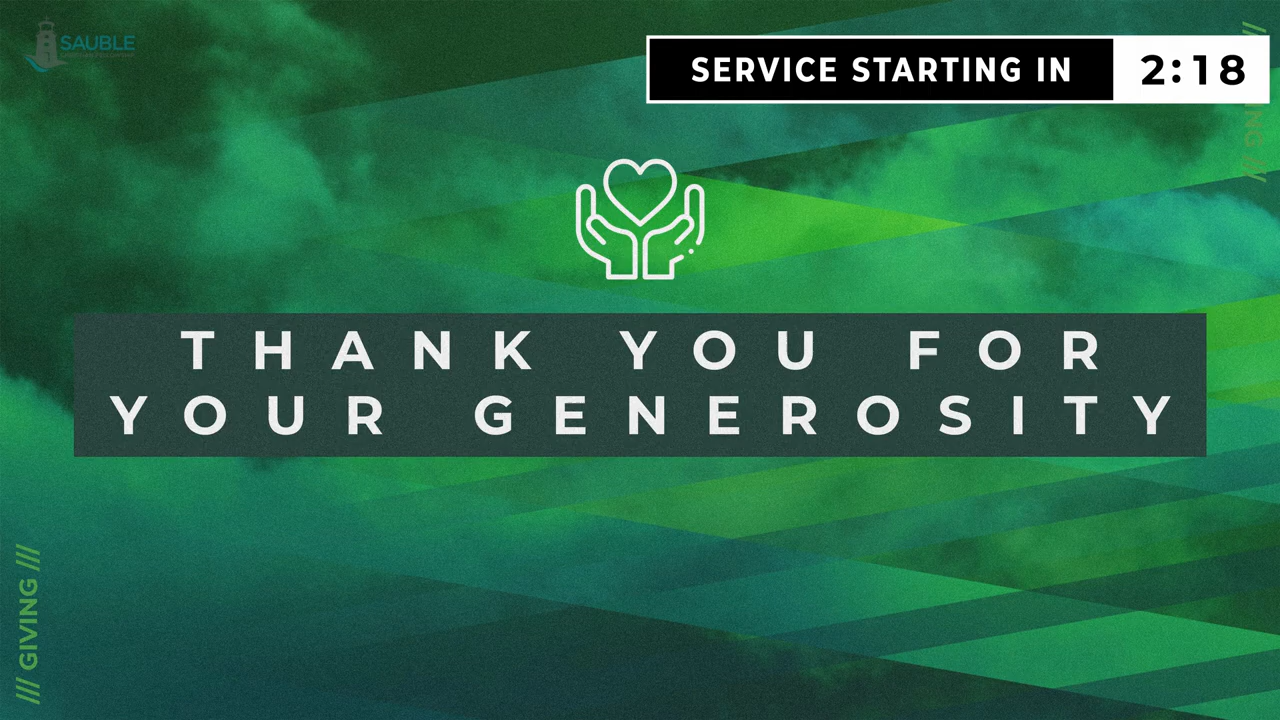 SAUBLE
SERVICE STARTING IN 2:18
THANK YOU FOR
YOUR GENEROSITY
/// GIVING ///